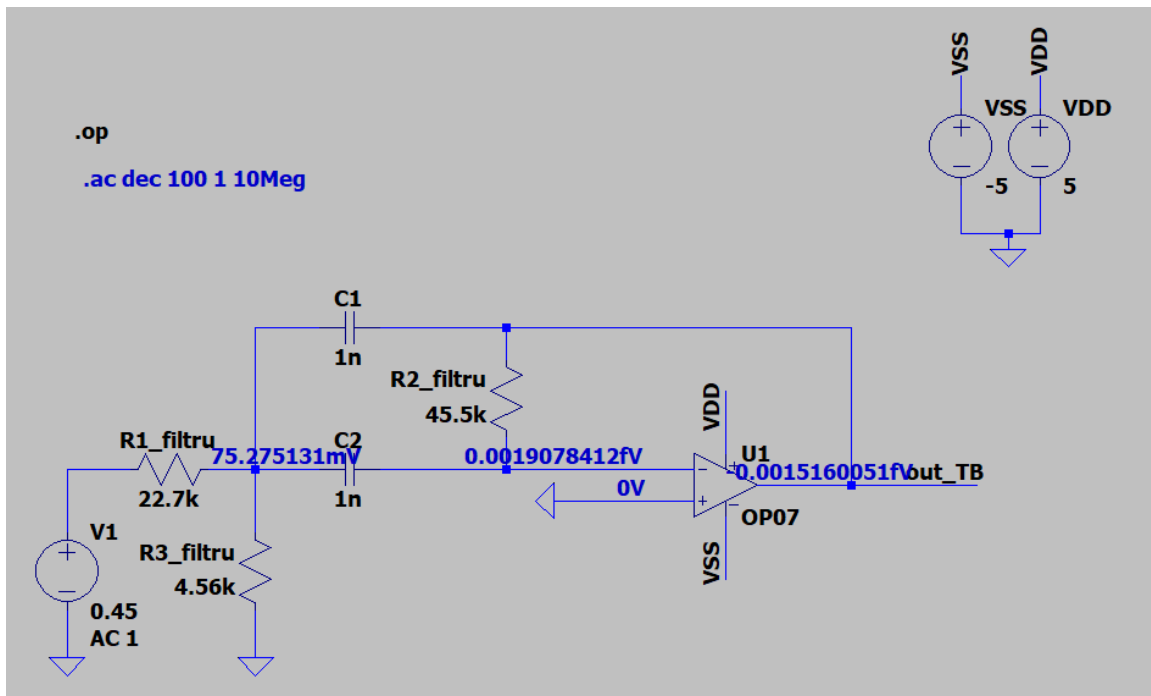 VSS
VDD
VSS
VDD
+
+
-5
5
.op
.ac dec 100 1 10Meg
C1
1n
R2_filtru
45.5k
VDD
R1_filtru
C2
U1
75.275131mV
0.0019078412fV
-0.0015160051fV
out_TB
22.7k
1n
0V
OP07
V1
R3_filtru
VSS
4.56k
0.45
AC 1